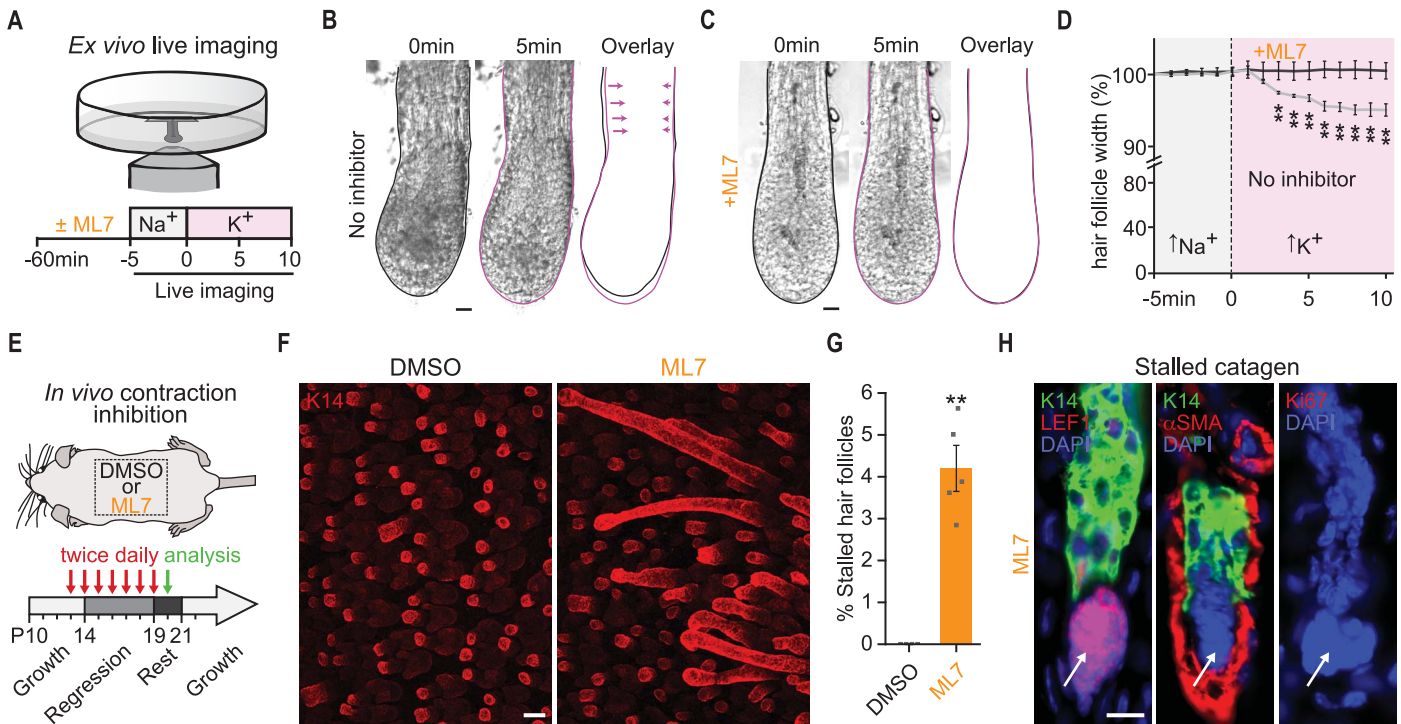 A
Ex vivo live imaging
± ML7
Na+
K+
-60min
-5
0
5
10
Live imaging
B
0min
5min
Overlay
No inhibitor
C
0min
5min
Overlay
+ML7
D
+ML7
hair follicle width (%)
100
90
80
40
0
** ** ** ** ** ** ** **
No inhibitor
↑Na+
↑K+
-5min
0
5
10
E
In vivo contraction
inhibition
DMSO
or
ML7
twice daily analysis
P10
14
19
21
Growth
Regression
Rest
Growth
F
DMSO
ML7
K14
G
% Stalled hair follicles
6
5
4
3
2
1
0
**
DMSO
ML7
H
Stalled catagen
ML7
K14
LEF1
DAPI
K14
αSMA
DAPI
Ki67
DAPI